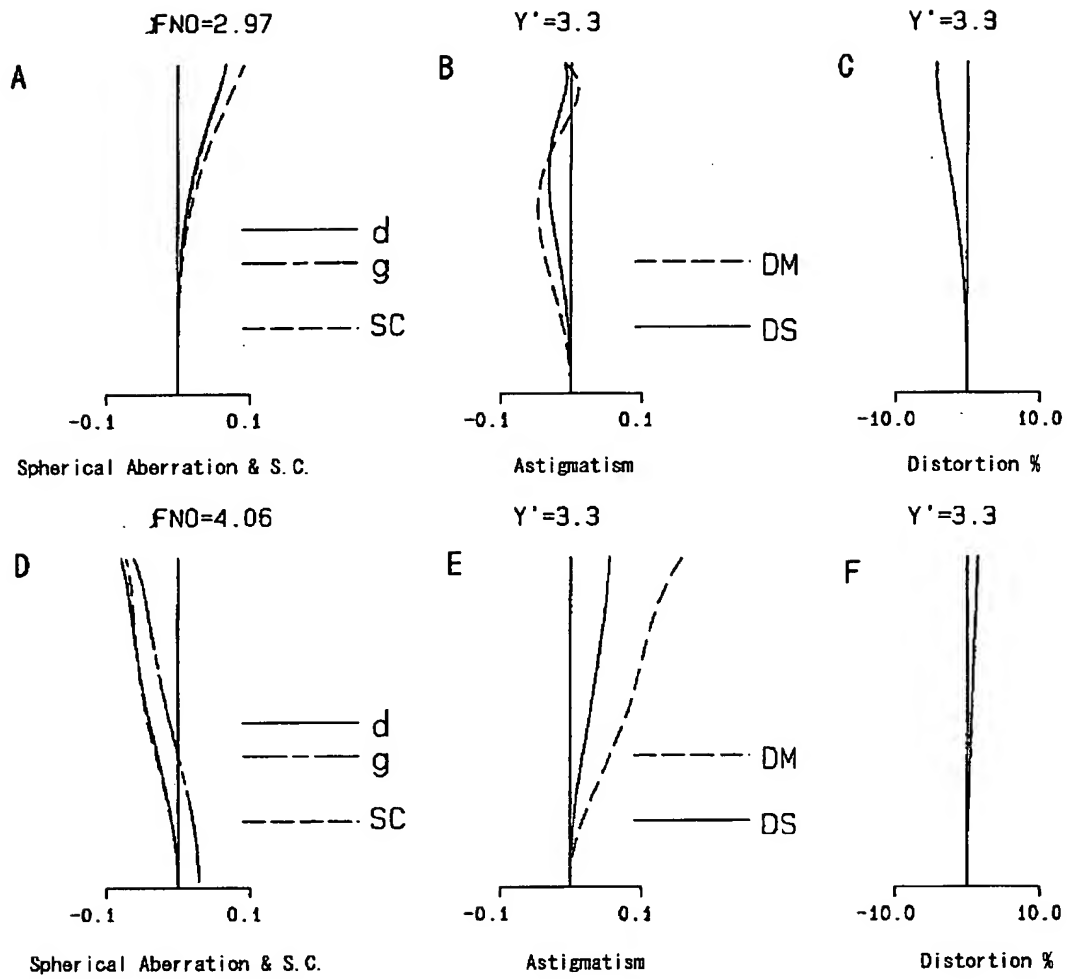 FNO=2.97
Y'=3.3
Y'=3.3
A
B
C
d
g
SC
DM
DS
-0.1
0.1
-0.1
0.1
-10.0
10.0
Spherical Aberration & S.C.
Astigmatism
Distortion %
FNO=4.06
Y'=3.3
Y'=3.3
D
E
F
d
g
SC
DM
DS
-0.1
0.1
-0.1
0.1
-10.0
10.0
Spherical Aberration & S.C.
Astigmatism
Distortion %